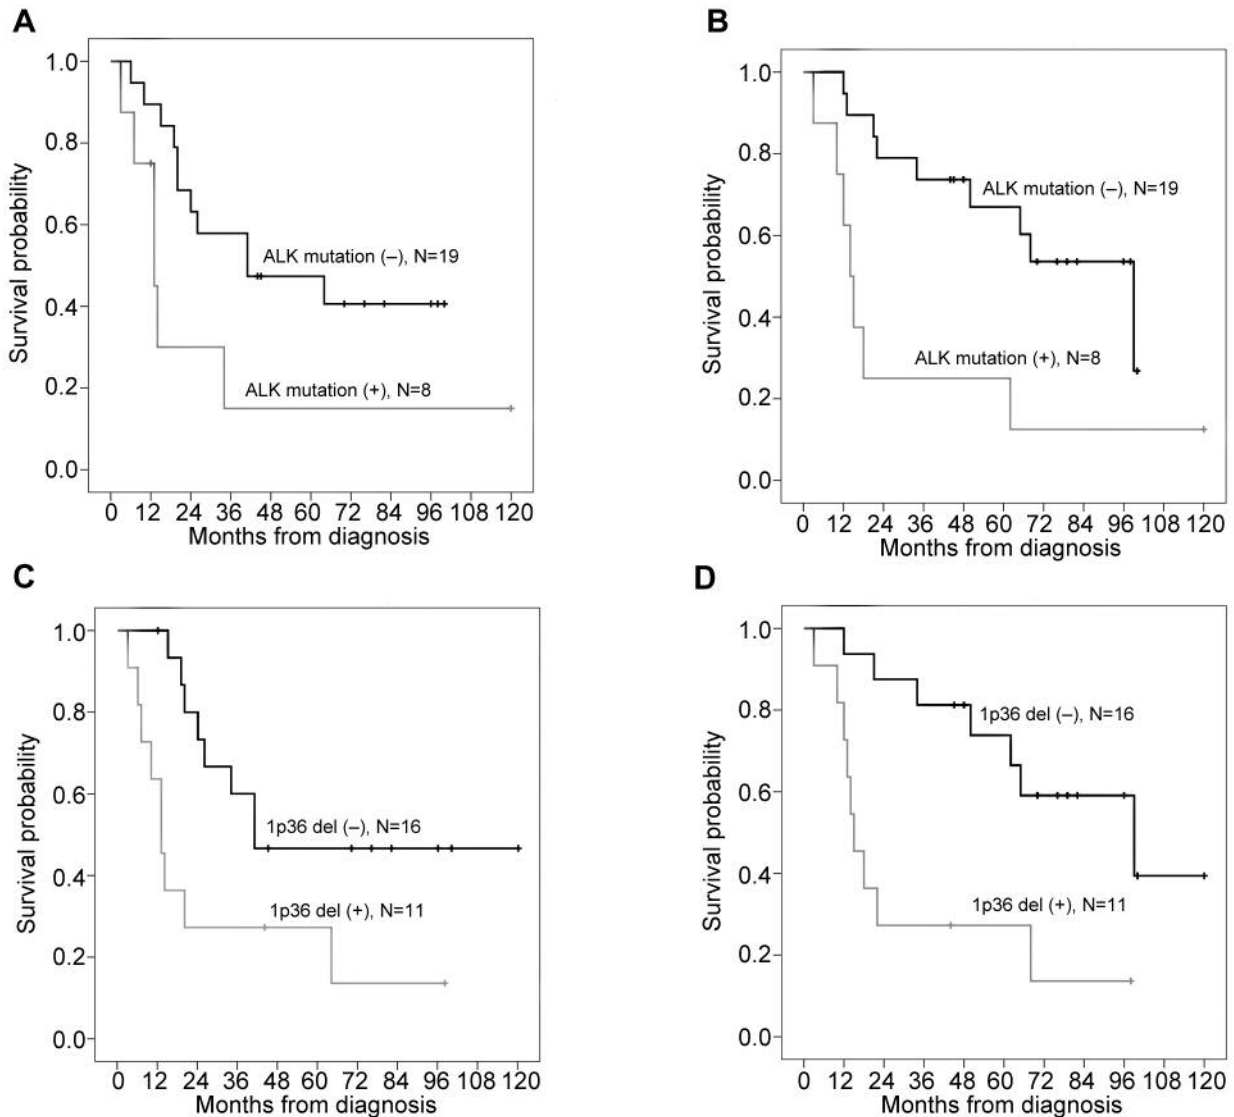 A
Survival probability
1.0
0.8
0.6
0.4
0.2
0.0
ALK mutation (–), N=19
ALK mutation (+), N=8
0 12 24 36 48 60 72 84 96 108 120
Months from diagnosis
B
Survival probability
1.0
0.8
0.6
0.4
0.2
0.0
ALK mutation (–), N=19
ALK mutation (+), N=8
0 12 24 36 48 60 72 84 96 108 120
Months from diagnosis
C
Survival probability
1.0
0.8
0.6
0.4
0.2
0.0
1p36 del (–), N=16
1p36 del (+), N=11
0 12 24 36 48 60 72 84 96 108 120
Months from diagnosis
D
Survival probability
1.0
0.8
0.6
0.4
0.2
0.0
1p36 del (–), N=16
1p36 del (+), N=11
0 12 24 36 48 60 72 84 96 108 120
Months from diagnosis